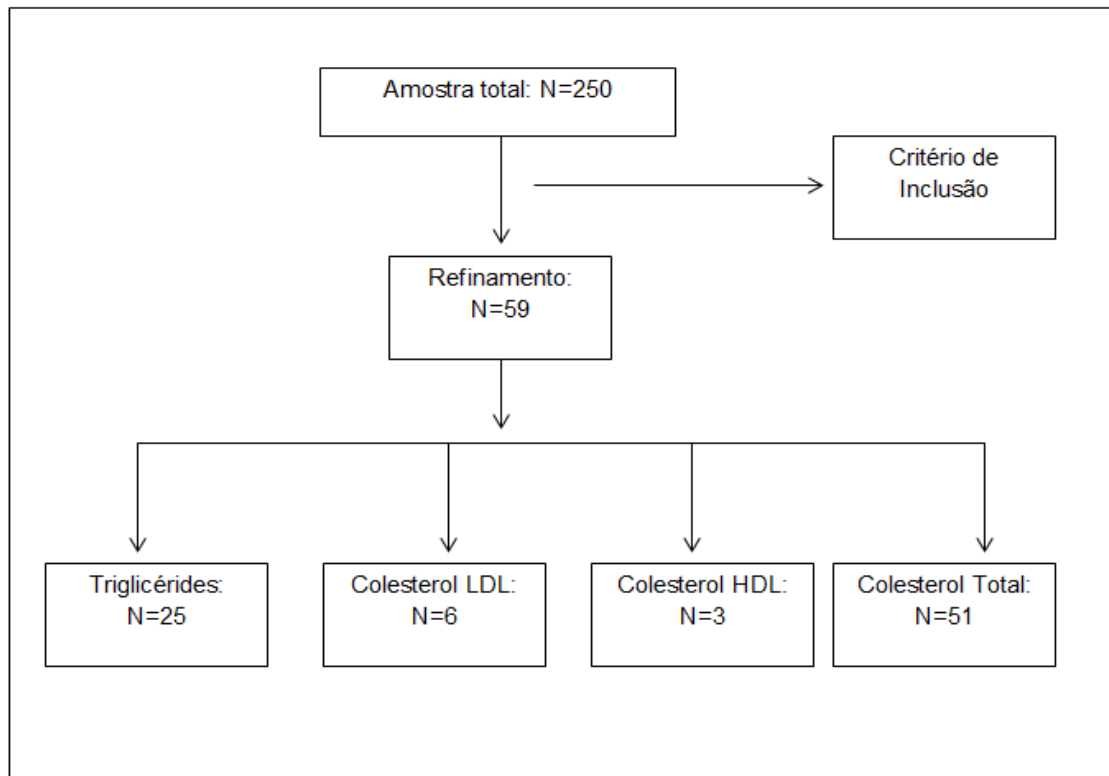 Amostra total: N=250
Critério de
Inclusão
Refinamento:
N=59
Triglicérides:
N=25
Colesterol LDL:
N=6
Colesterol HDL:
N=3
Colesterol Total:
N=51